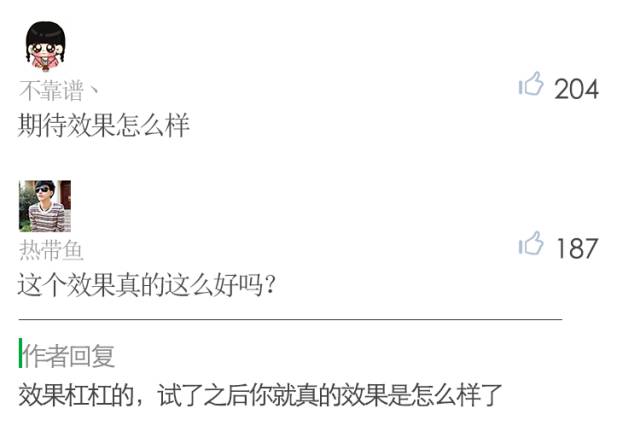 不靠谱丶
204
期待效果怎么样
热带鱼
187
这个效果真的这么好吗？
作者回复
效果杠杠的，试了之后你就真的效果是怎么样了